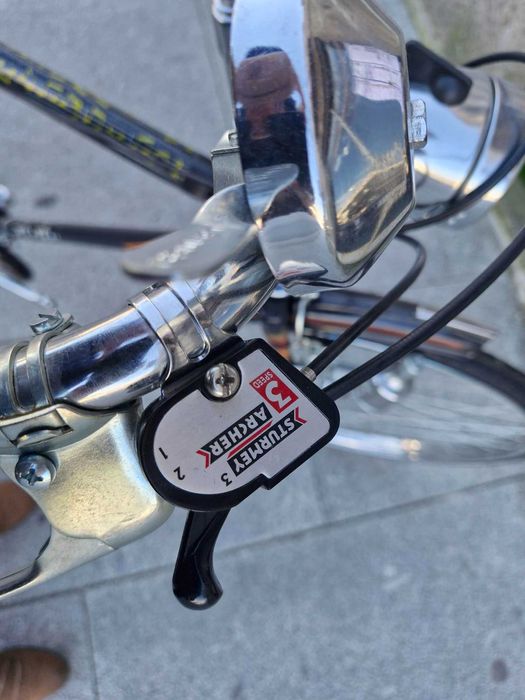 3
SPEED
STURMEY
ARCHER
1 2 3